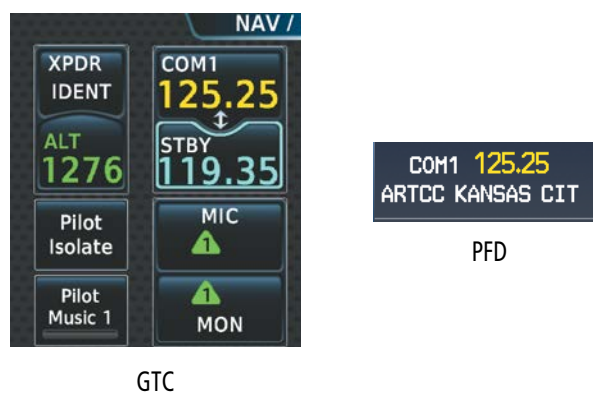 NAV /
XPDR
IDENT
COM1
125.25
ALT
1276
STBY
119.35
Pilot
Isolate
MIC
1
Pilot
Music 1
1
MON
GTC
COM1 125.25
ARTCC KANSAS CIT
PFD